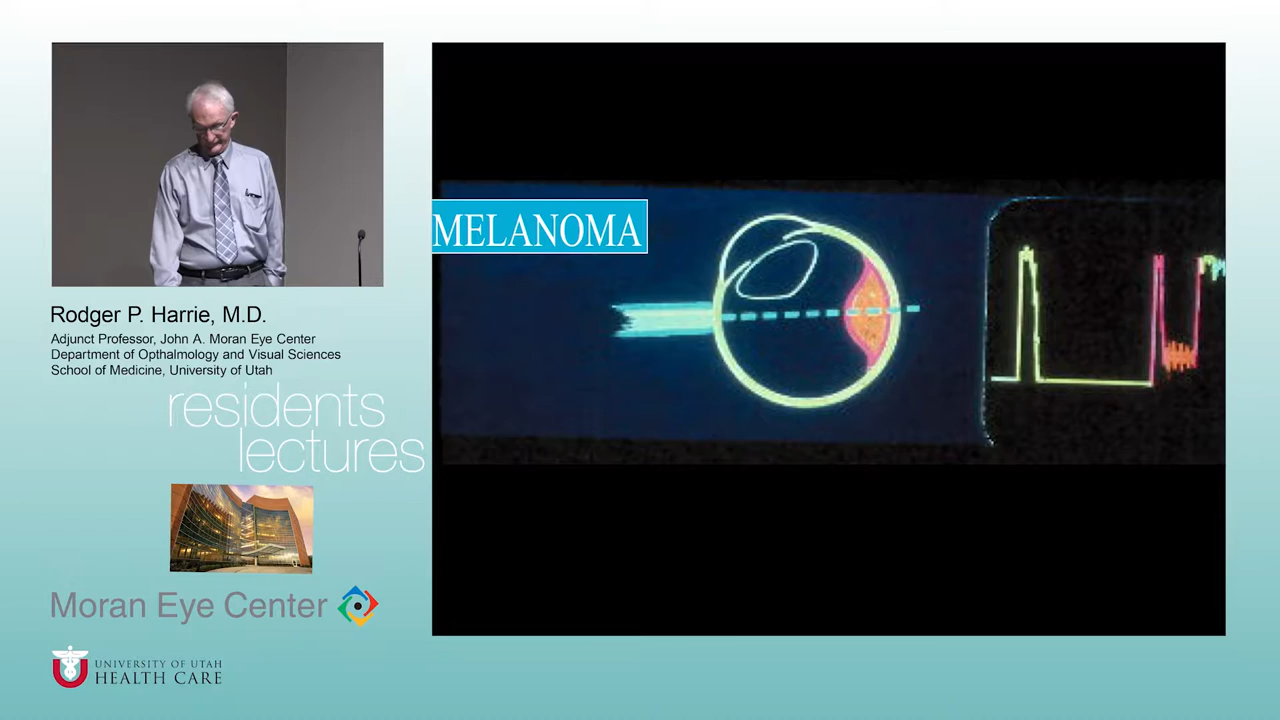 MELANOMA
Rodger P. Harrie, M.D.
Adjunct Professor, John A. Moran Eye Center
Department of Opthalmology and Visual Sciences
School of Medicine, University of Utah
residents
lectures
Moran Eye Center
UNIVERSITY OF UTAH
HEALTH CARE